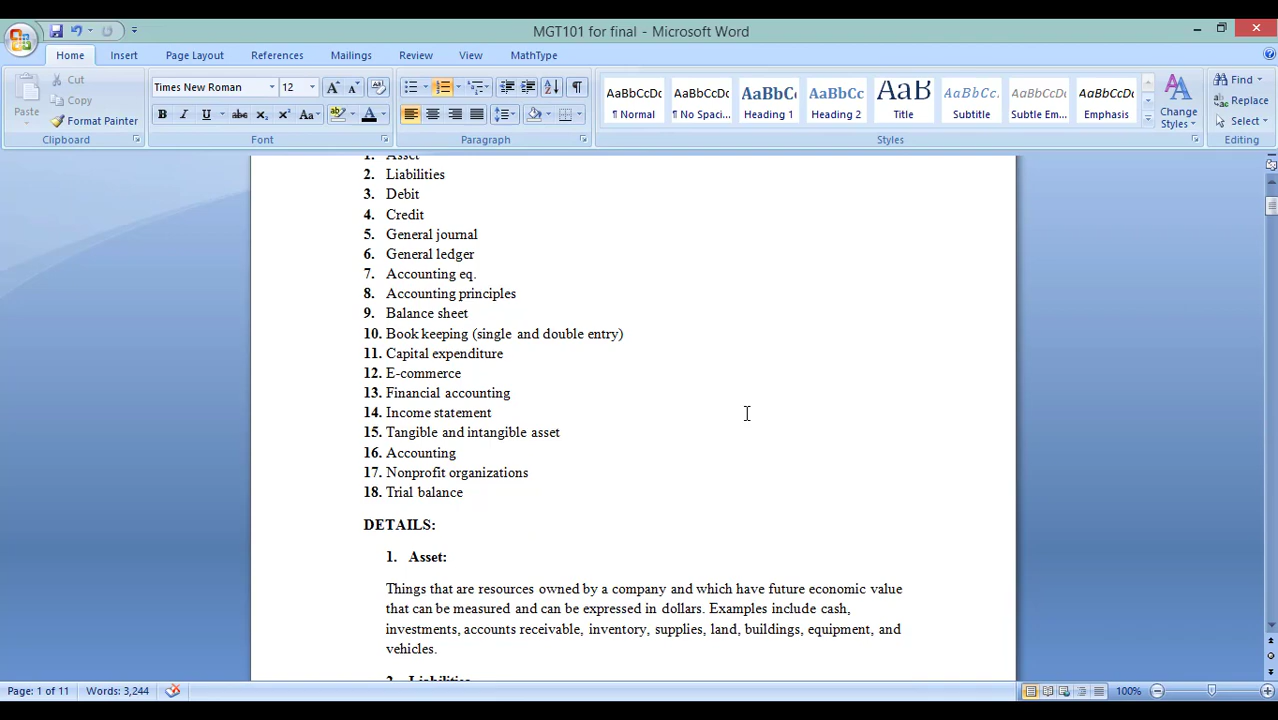 MGT101 for final - Microsoft Word
Home Insert Page Layout References Mailings Review View MathType
Paste
Cut
Copy
Format Painter
Clipboard
Times New Roman 12
Font
Paragraph
AaBbCcDc AaBbCcDc AaBbC AaBbCc AaB AaBbCc. AaBbCcDc AaBbCcDc
¶ Normal ¶ No Spaci... Heading 1 Heading 2 Title Subtitle Subtle Em... Emphasis
Change Styles
Styles
Find
Replace
Select
Editing
1. Asset
2. Liabilities
3. Debit
4. Credit
5. General journal
6. General ledger
7. Accounting eq.
8. Accounting principles
9. Balance sheet
10. Book keeping (single and double entry)
11. Capital expenditure
12. E-commerce
13. Financial accounting
14. Income statement
15. Tangible and intangible asset
16. Accounting
17. Nonprofit organizations
18. Trial balance
DETAILS:
1. Asset:
Things that are resources owned by a company and which have future economic value
that can be measured and can be expressed in dollars. Examples include cash,
investments, accounts receivable, inventory, supplies, land, buildings, equipment, and
vehicles.
2. Liabilities
Page: 1 of 11 Words: 3,244 100%